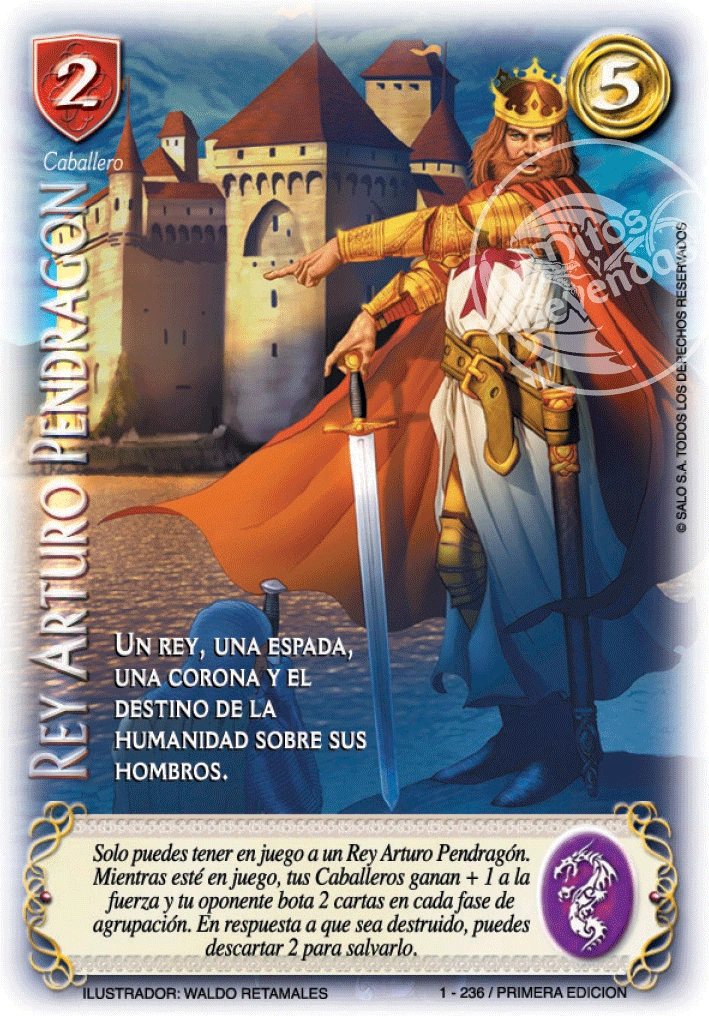 2
5
Caballero
REY ARTURO PENDRAGON
Mitos
y
Leyendas
© SALO S.A. TODOS LOS DERECHOS RESERVADOS
UN REY, UNA ESPADA,
UNA CORONA Y EL
DESTINO DE LA
HUMANIDAD SOBRE SUS
HOMBROS.
Solo puedes tener en juego a un Rey Arturo Pendragón.
Mientras esté en juego, tus Caballeros ganan + 1 a la
fuerza y tu oponente bota 2 cartas en cada fase de
agrupación. En respuesta a que sea destruido, puedes
descartar 2 para salvarlo.
ILUSTRADOR: WALDO RETAMALES
1 - 236 / PRIMERA EDICION